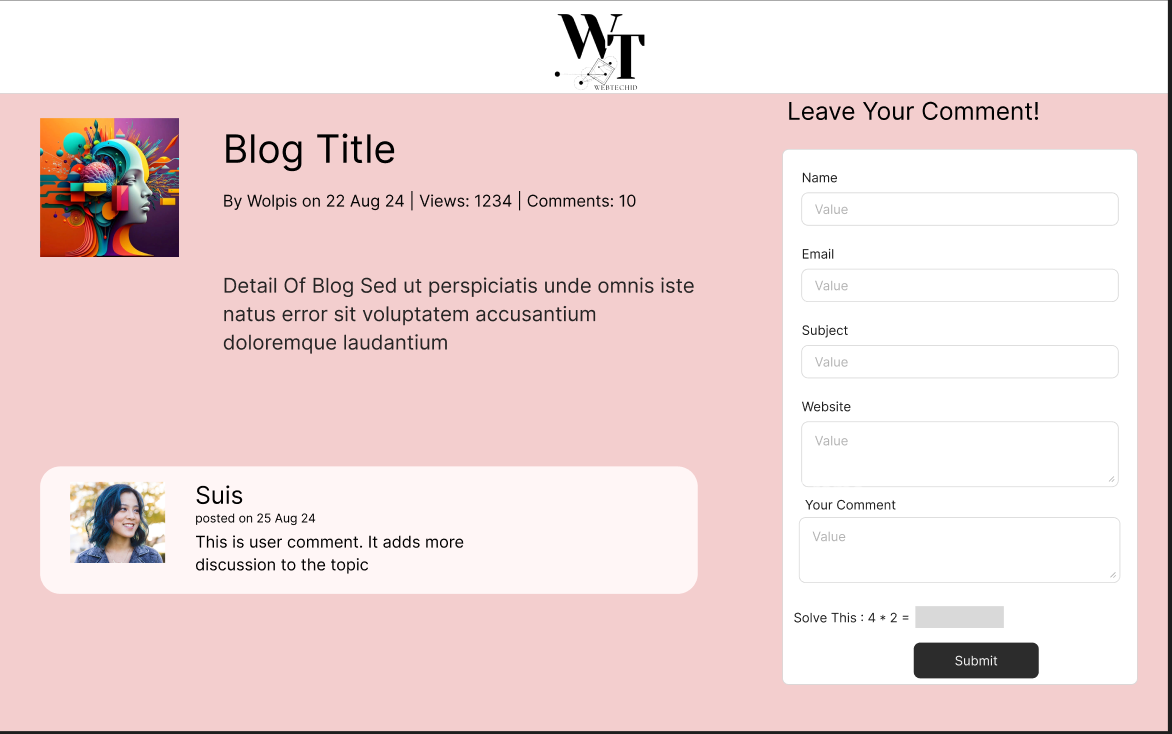 WT
WEBTECHID
Blog Title
By Wolpis on 22 Aug 24 | Views: 1234 | Comments: 10
Detail Of Blog Sed ut perspiciatis unde omnis iste
natus error sit voluptatem accusantium
doloremque laudantium
Suis
posted on 25 Aug 24
This is user comment. It adds more
discussion to the topic
Leave Your Comment!
Name
Value
Email
Value
Subject
Value
Website
Value
Your Comment
Value
Solve This : 4 * 2 =
Submit